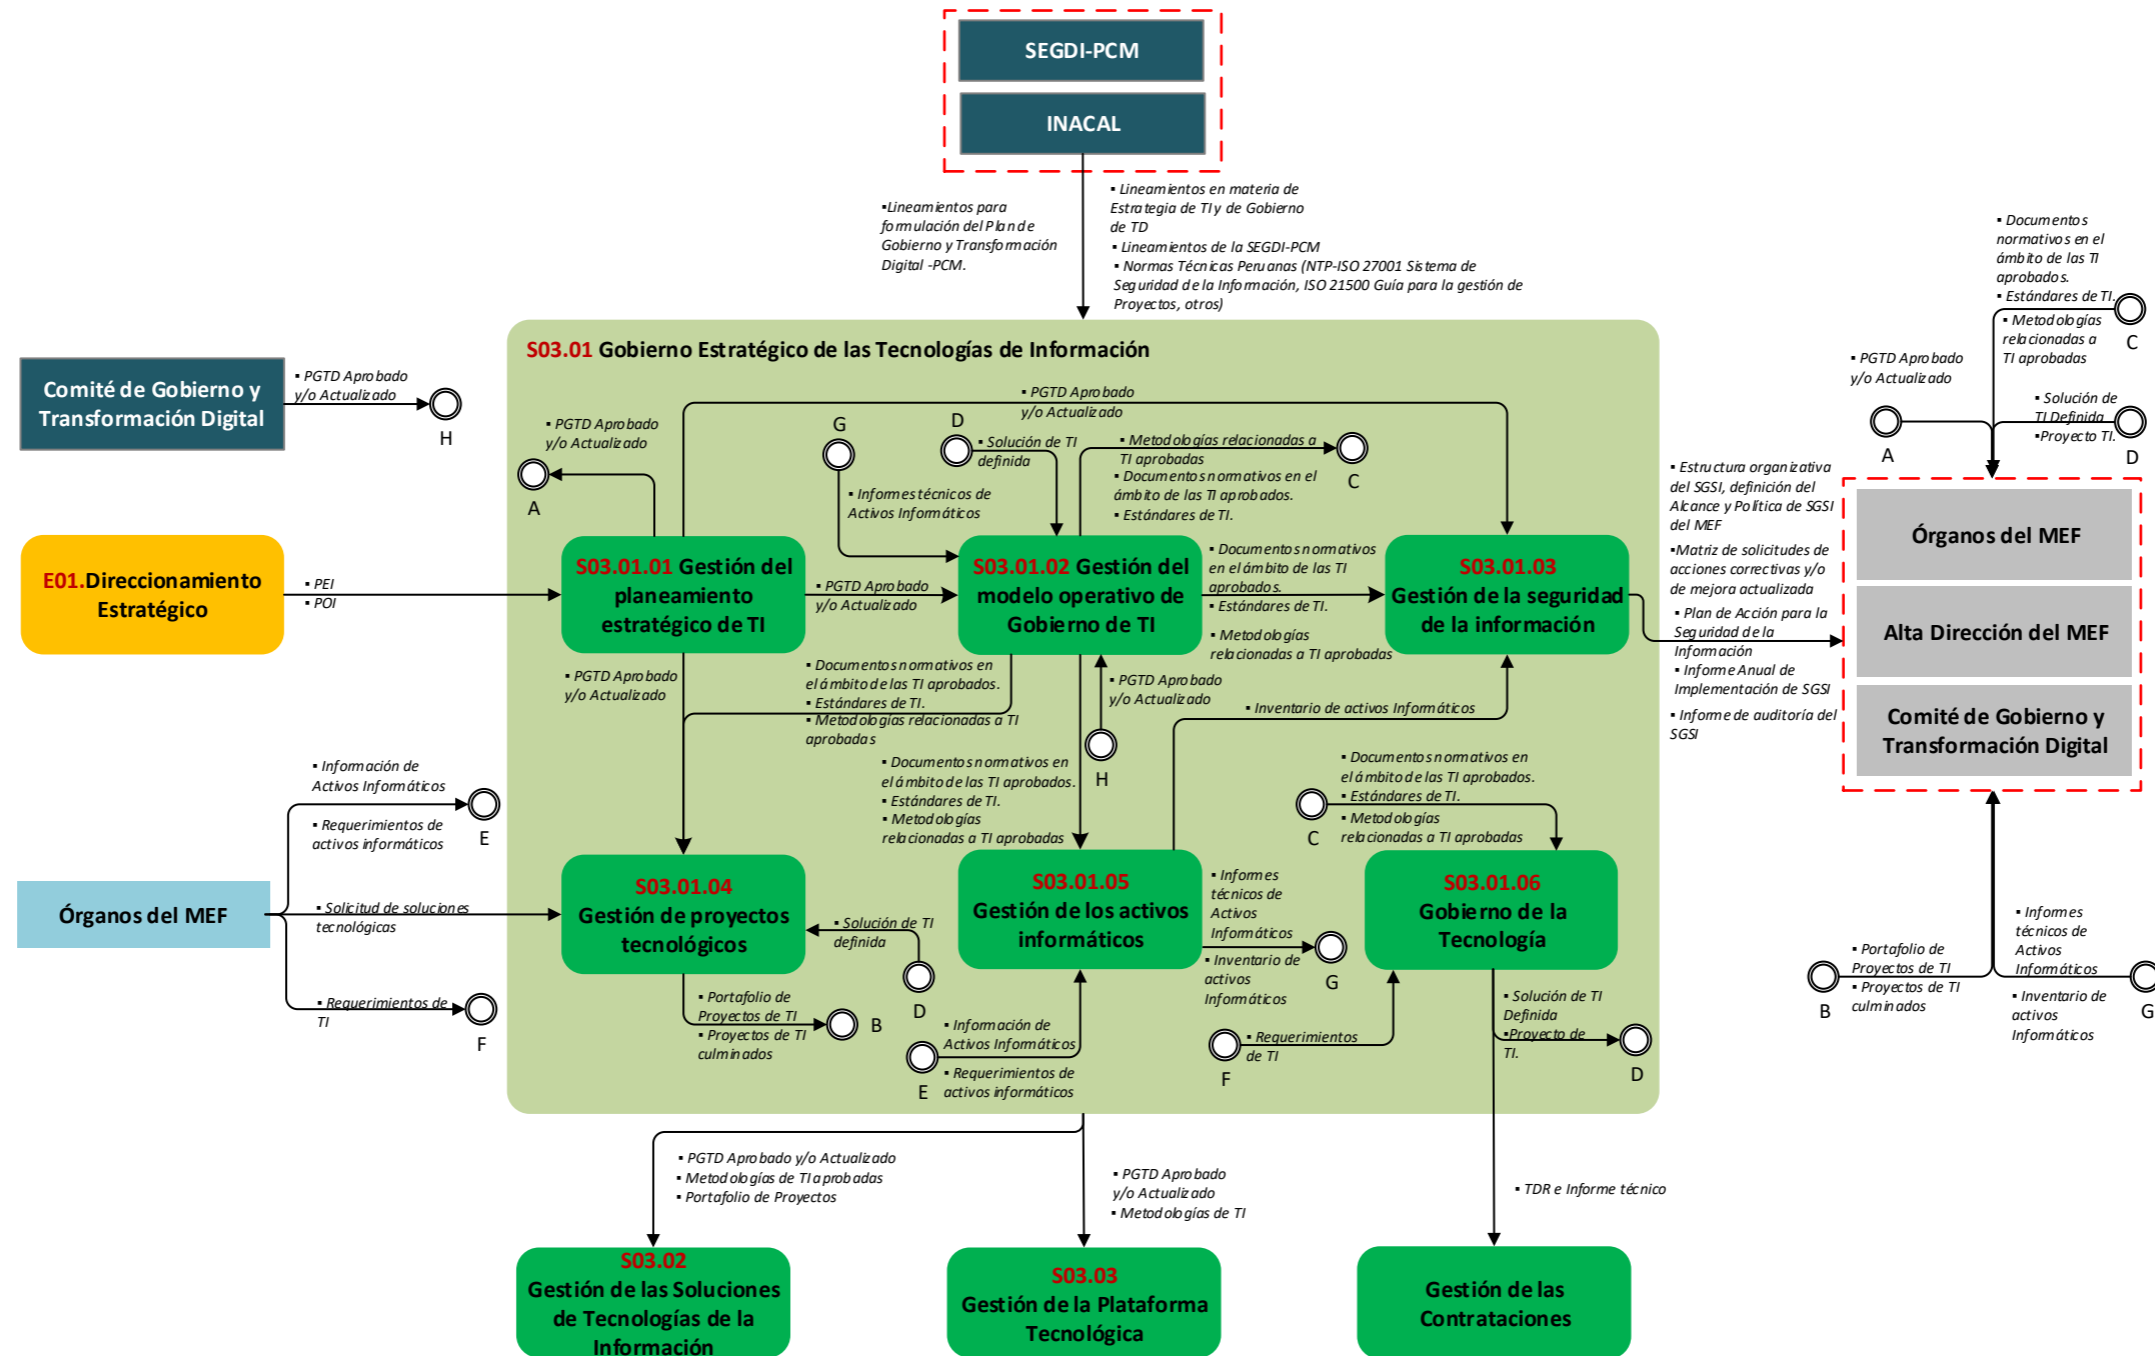 SEGDI-PCM
INACAL
▪Lineamientos para
formulación del Plan de
Gobierno y Transformación
Digital -PCM.
▪ Lineamientos en materia de
Estrategia de TI y de Gobierno
de TD
▪ Lineamientos de la SEGDI-PCM
▪ Normas Técnicas Peruanas (NTP-ISO 27001 Sistema de
Seguridad de la Información, ISO 21500 Guía para la gestión de
Proyectos, otros)
Comité de Gobierno y
Transformación Digital
▪ PGTD Aprobado
y/o Actualizado
H
E01.Direccionamiento
Estratégico
▪ PEI
▪ POI
Órganos del MEF
▪ Información de
Activos Informáticos
▪ Requerimientos de
activos informáticos
E
▪ Solicitud de soluciones
tecnológicas
▪ Requerimientos de
TI
F
S03.01 Gobierno Estratégico de las Tecnologías de Información
▪ PGTD Aprobado
y/o Actualizado
A
▪ PGTD Aprobado
y/o Actualizado
G
▪ Informes técnicos de
Activos Informáticos
D
▪ Solución de TI
definida
▪ Metodologías relacionadas a
TI aprobadas
▪ Documentos normativos en el
ámbito de las TI aprobados.
▪ Estándares de TI.
C
S03.01.01 Gestión del
planeamiento
estratégico de TI
▪ PGTD Aprobado
y/o Actualizado
S03.01.02 Gestión del
modelo operativo de
Gobierno de TI
▪ Documentos normativos
en el ámbito de las TI
aprobados.
▪ Estándares de TI.
▪ Metodologías
relacionadas a TI aprobadas
S03.01.03
Gestión de la seguridad
de la información
▪ PGTD Aprobado
y/o Actualizado
▪ Documentos normativos en
el ámbito de las TI aprobados.
▪ Estándares de TI.
▪ Metodologías relacionadas a TI
aprobadas
▪ PGTD Aprobado
y/o Actualizado
H
▪ Inventario de activos Informáticos
▪ Documentos normativos en
el ámbito de las TI aprobados.
▪ Estándares de TI.
▪ Metodologías
relacionadas a TI aprobadas
▪ Documentos normativos en
el ámbito de las TI aprobados.
▪ Estándares de TI.
▪ Metodologías
relacionadas a TI aprobadas
C
S03.01.04
Gestión de proyectos
tecnológicos
▪ Solución de TI
definida
D
▪ Portafolio de
Proyectos de TI
▪ Proyectos de TI
culminados
B
S03.01.05
Gestión de los activos
informáticos
▪ Informes
técnicos de
Activos
Informáticos
▪ Inventario de
activos
Informáticos
G
▪ Información de
Activos Informáticos
▪ Requerimientos de
activos informáticos
E
S03.01.06
Gobierno de la
Tecnología
▪ Requerimientos
de TI
F
▪ Solución de TI
Definida
▪Proyecto de
TI.
D
▪ PGTD Aprobado y/o Actualizado
▪ Metodologías de TI aprobadas
▪ Portafolio de Proyectos
▪ PGTD Aprobado
y/o Actualizado
▪ Metodologías de TI
▪ TDR e Informe técnico
S03.02
Gestión de las Soluciones
de Tecnologías de la
Información
S03.03
Gestión de la Plataforma
Tecnológica
Gestión de las
Contrataciones
▪ Documentos
normativos en el
ámbito de las TI
aprobados.
▪ Estándares de TI.
▪ Metodologías
relacionadas a
TI aprobadas
C
▪ PGTD Aprobado
y/o Actualizado
A
▪ Solución de
TI Definida
▪Proyecto TI.
D
▪ Estructura organizativa
del SGSI, definición del
Alcance y Política de SGSI
del MEF
▪Matriz de solicitudes de
acciones correctivas y/o
de mejora actualizada
▪ Plan de Acción para la
Seguridad de la
Información
▪ Informe Anual de
Implementación de SGSI
▪ Informe de auditoría del
SGSI
Órganos del MEF
Alta Dirección del MEF
Comité de Gobierno y
Transformación Digital
▪ Portafolio de
Proyectos de TI
▪ Proyectos de TI
culminados
B
▪ Informes
técnicos de
Activos
Informáticos
▪ Inventario de
activos
Informáticos
G